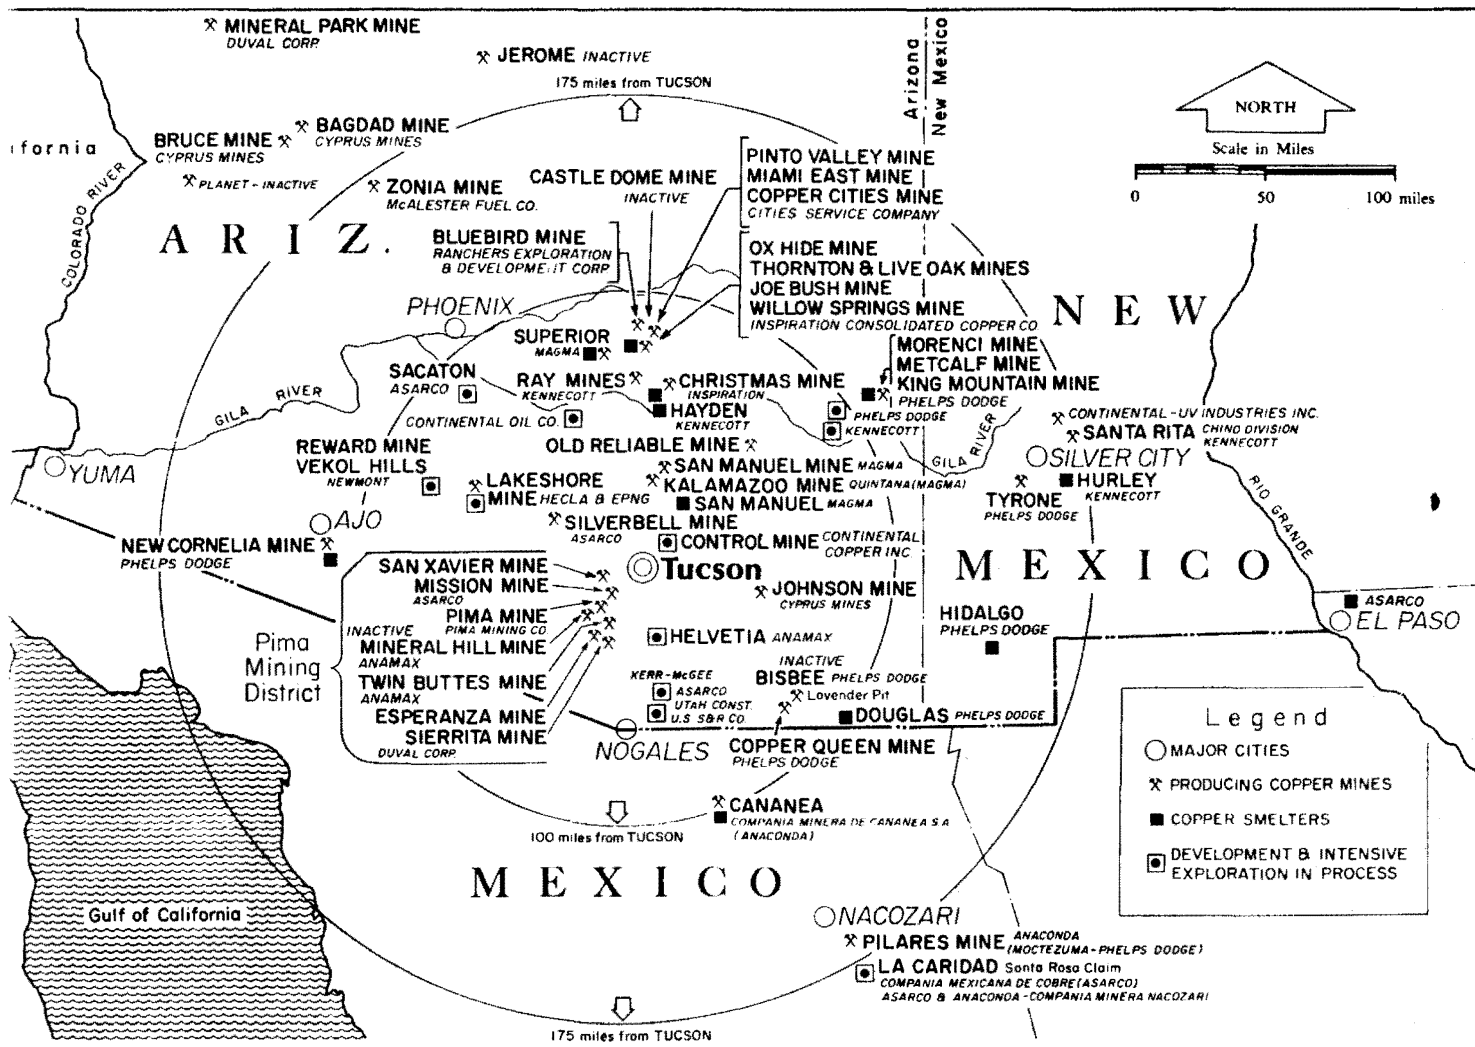 MINERAL PARK MINE
DUVAL CORP.
JEROME INACTIVE
175 miles from TUCSON
Arizona
New Mexico
NORTH
Scale in Miles
0 50 100 miles
ifornia
COLORADO RIVER
BRUCE MINE
CYPRUS MINES
BAGDAD MINE
CYPRUS MINES
PLANET - INACTIVE
ZONIA MINE
McALESTER FUEL CO.
CASTLE DOME MINE
INACTIVE
PINTO VALLEY MINE
MIAMI EAST MINE
COPPER CITIES MINE
CITIES SERVICE COMPANY
ARIZ.
BLUEBIRD MINE
RANCHERS EXPLORATION
& DEVELOPMENT CORP
OX HIDE MINE
THORNTON & LIVE OAK MINES
JOE BUSH MINE
WILLOW SPRINGS MINE
INSPIRATION CONSOLIDATED COPPER CO.
NEW
PHOENIX
SUPERIOR
MAGMA
MORENCI MINE
METCALF MINE
KING MOUNTAIN MINE
PHELPS DODGE
SACATON
ASARCO
RAY MINES
KENNECOTT
CHRISTMAS MINE
INSPIRATION
HAYDEN
KENNECOTT
PHELPS DODGE
KENNECOTT
GILA RIVER
CONTINENTAL OIL CO.
CONTINENTAL - UV INDUSTRIES INC.
SANTA RITA CHINO DIVISION
KENNECOTT
REWARD MINE
VEKOL HILLS
NEWMONT
OLD RELIABLE MINE
GILA RIVER
SILVER CITY
YUMA
LAKESHORE
MINE HECLA & EPNG
SAN MANUEL MINE MAGMA
KALAMAZOO MINE QUINTANA (MAGMA)
SAN MANUEL MAGMA
HURLEY
KENNECOTT
TYRONE
PHELPS DODGE
RIO GRANDE
AJO
SILVERBELL MINE
ASARCO
CONTROL MINE CONTINENTAL
COPPER INC.
NEW CORNELIA MINE
PHELPS DODGE
Tucson
MEXICO
SAN XAVIER MINE
MISSION MINE
ASARCO
PIMA MINE
PIMA MINING CO
INACTIVE
MINERAL HILL MINE
ANAMAX
TWIN BUTTES MINE
ANAMAX
ESPERANZA MINE
SIERRITA MINE
DUVAL CORP.
Pima
Mining
District
JOHNSON MINE
CYPRUS MINES
HIDALGO
PHELPS DODGE
ASARCO
EL PASO
HELVETIA ANAMAX
KERR-McGEE
ASARCO
UTAH CONST.
U.S. S&R CO.
INACTIVE
BISBEE PHELPS DODGE
Lavender Pit
DOUGLAS PHELPS DODGE
NOGALES
COPPER QUEEN MINE
PHELPS DODGE
CANANEA
COMPANIA MINERA DE CANANEA S.A
(ANACONDA)
100 miles from TUCSON
MEXICO
Gulf of California
NACOZARI
PILARES MINE ANACONDA
(MOCTEZUMA-PHELPS DODGE)
LA CARIDAD Santa Rosa Claim
COMPANIA MEXICANA DE COBRE (ASARCO)
ASARCO & ANACONDA-COMPANIA MINERA NACOZARI
175 miles from TUCSON
Legend
MAJOR CITIES
PRODUCING COPPER MINES
COPPER SMELTERS
DEVELOPMENT & INTENSIVE
EXPLORATION IN PROCESS